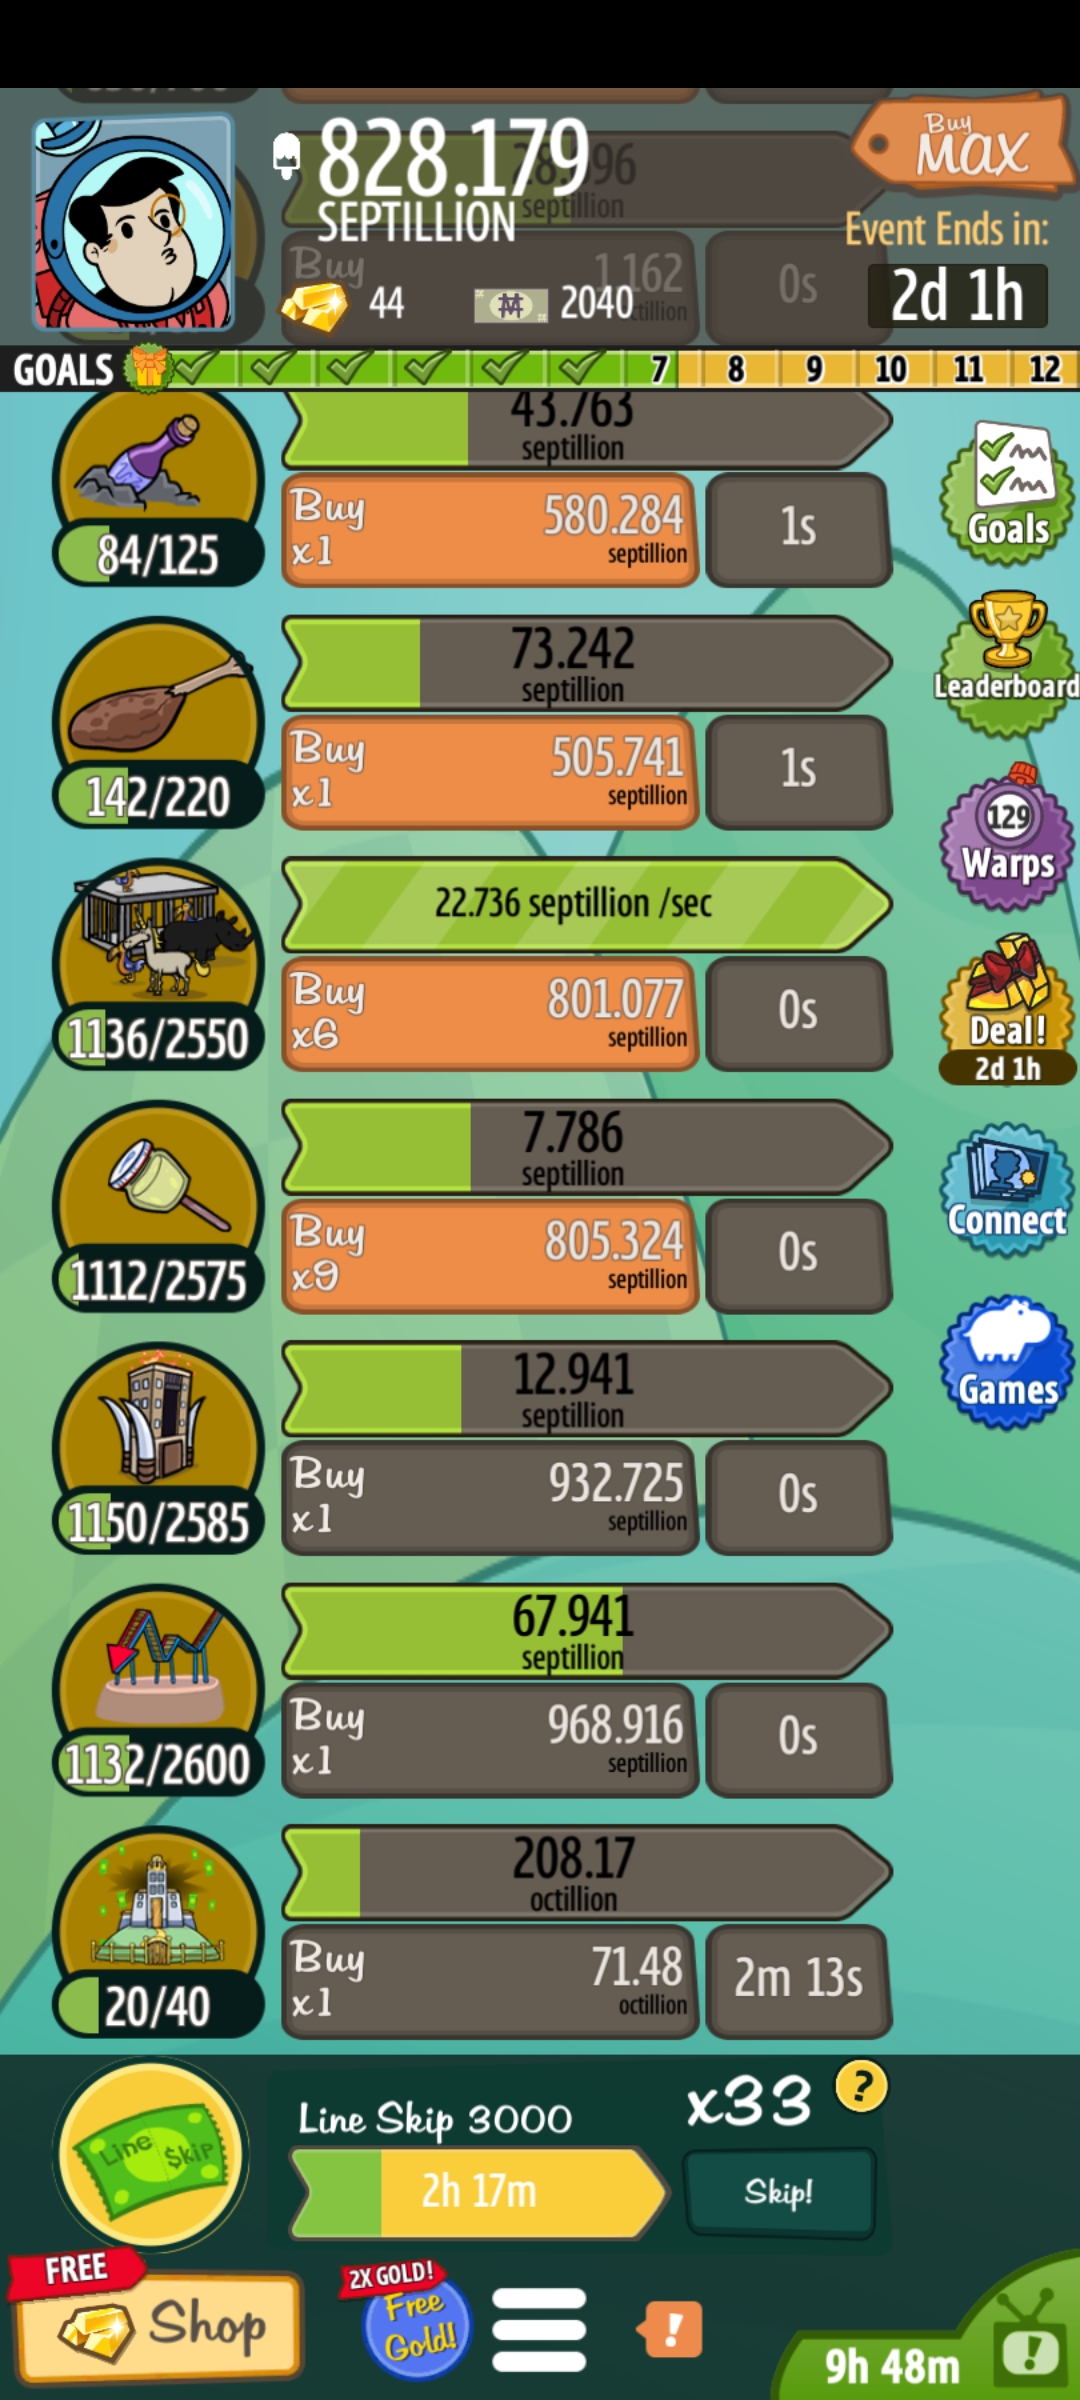 828.179
SEPTILLION
28.
96
septillion
Buy
1.162
0s
44
2040
Buy
MAX
Event Ends in:
2d 1h
GOALS
7 8 9 10 11 12
43.763
septillion
Buy
x1
580.284
septillion
1s
84/125
73.242
septillion
Buy
x1
505.741
septillion
1s
142/220
22.736 septillion /sec
Buy
x6
801.077
septillion
0s
1136/2550
7.786
septillion
Buy
x9
805.324
septillion
0s
1112/2575
12.941
septillion
Buy
x1
932.725
septillion
0s
1150/2585
67.941
septillion
Buy
x1
968.916
septillion
0s
1132/2600
208.17
octillion
Buy
x1
71.48
octillion
2m 13s
20/40
Goals
Leaderboard
129
Warps
Deal!
2d 1h
Connect
Games
Line $kip
Line Skip 3000
2h 17m
x33
?
Skip!
FREE
Shop
2X GOLD!
Free
Gold!
!
9h 48m
!